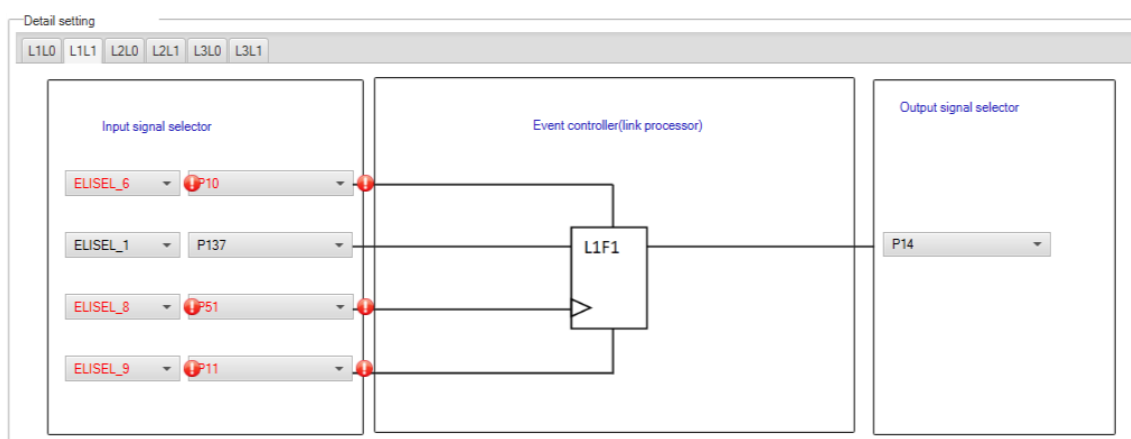 Detail setting
L1L0 L1L1 L2L0 L2L1 L3L0 L3L1
Input signal selector
Event controller(link processor)
Output signal selector
ELISEL_6 P10
ELISEL_1 P137
L1F1
P14
ELISEL_8 P51
ELISEL_9 P11